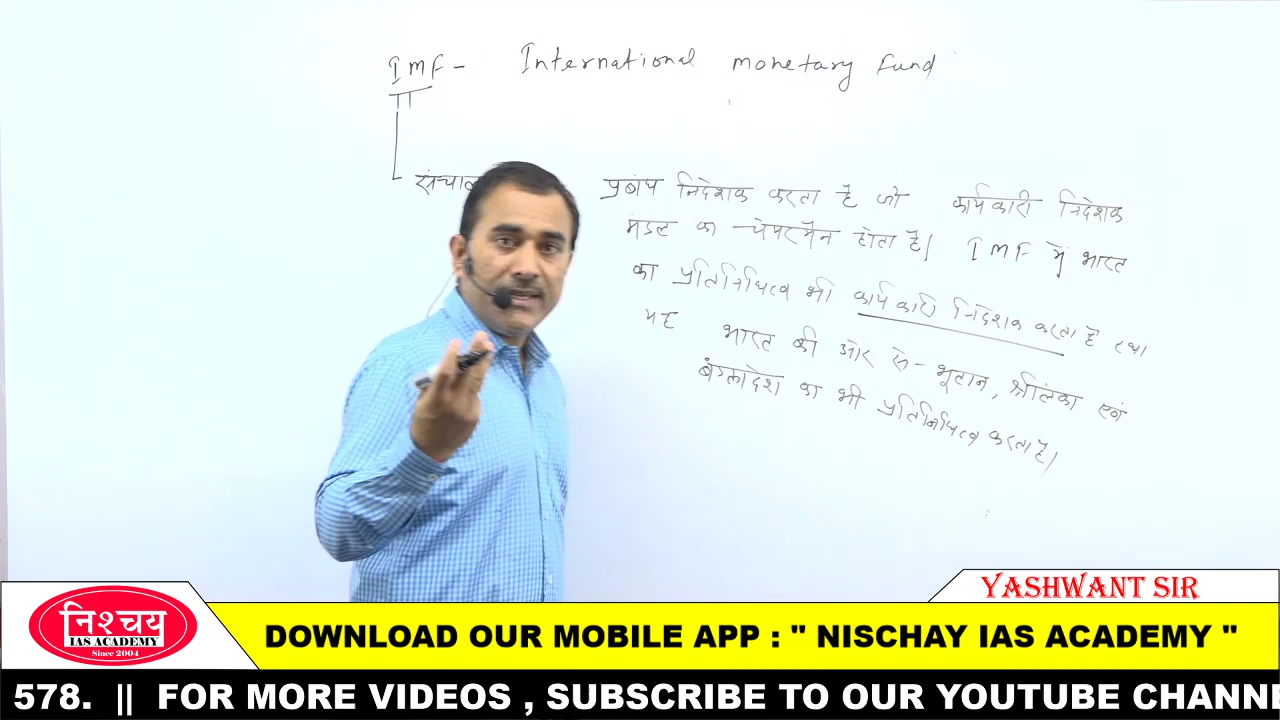 IMF - International monetary fund
संचाल प्रबंध निदेशक करता है जो कार्यकारी निदेशक
मंडल का चेयरमैन होता है। IMF में भारत
का प्रतिनिधित्व भी कार्यकारी निदेशक करता है तथा
यह भारत की ओर से - भूतान, श्रीलंका एवं
बंग्लादेश का भी प्रतिनिधित्व करता है।
YASHWANT SIR
निश्चय
IAS ACADEMY
Since 2004
DOWNLOAD OUR MOBILE APP : " NISCHAY IAS ACADEMY "
578. || FOR MORE VIDEOS , SUBSCRIBE TO OUR YOUTUBE CHANNE